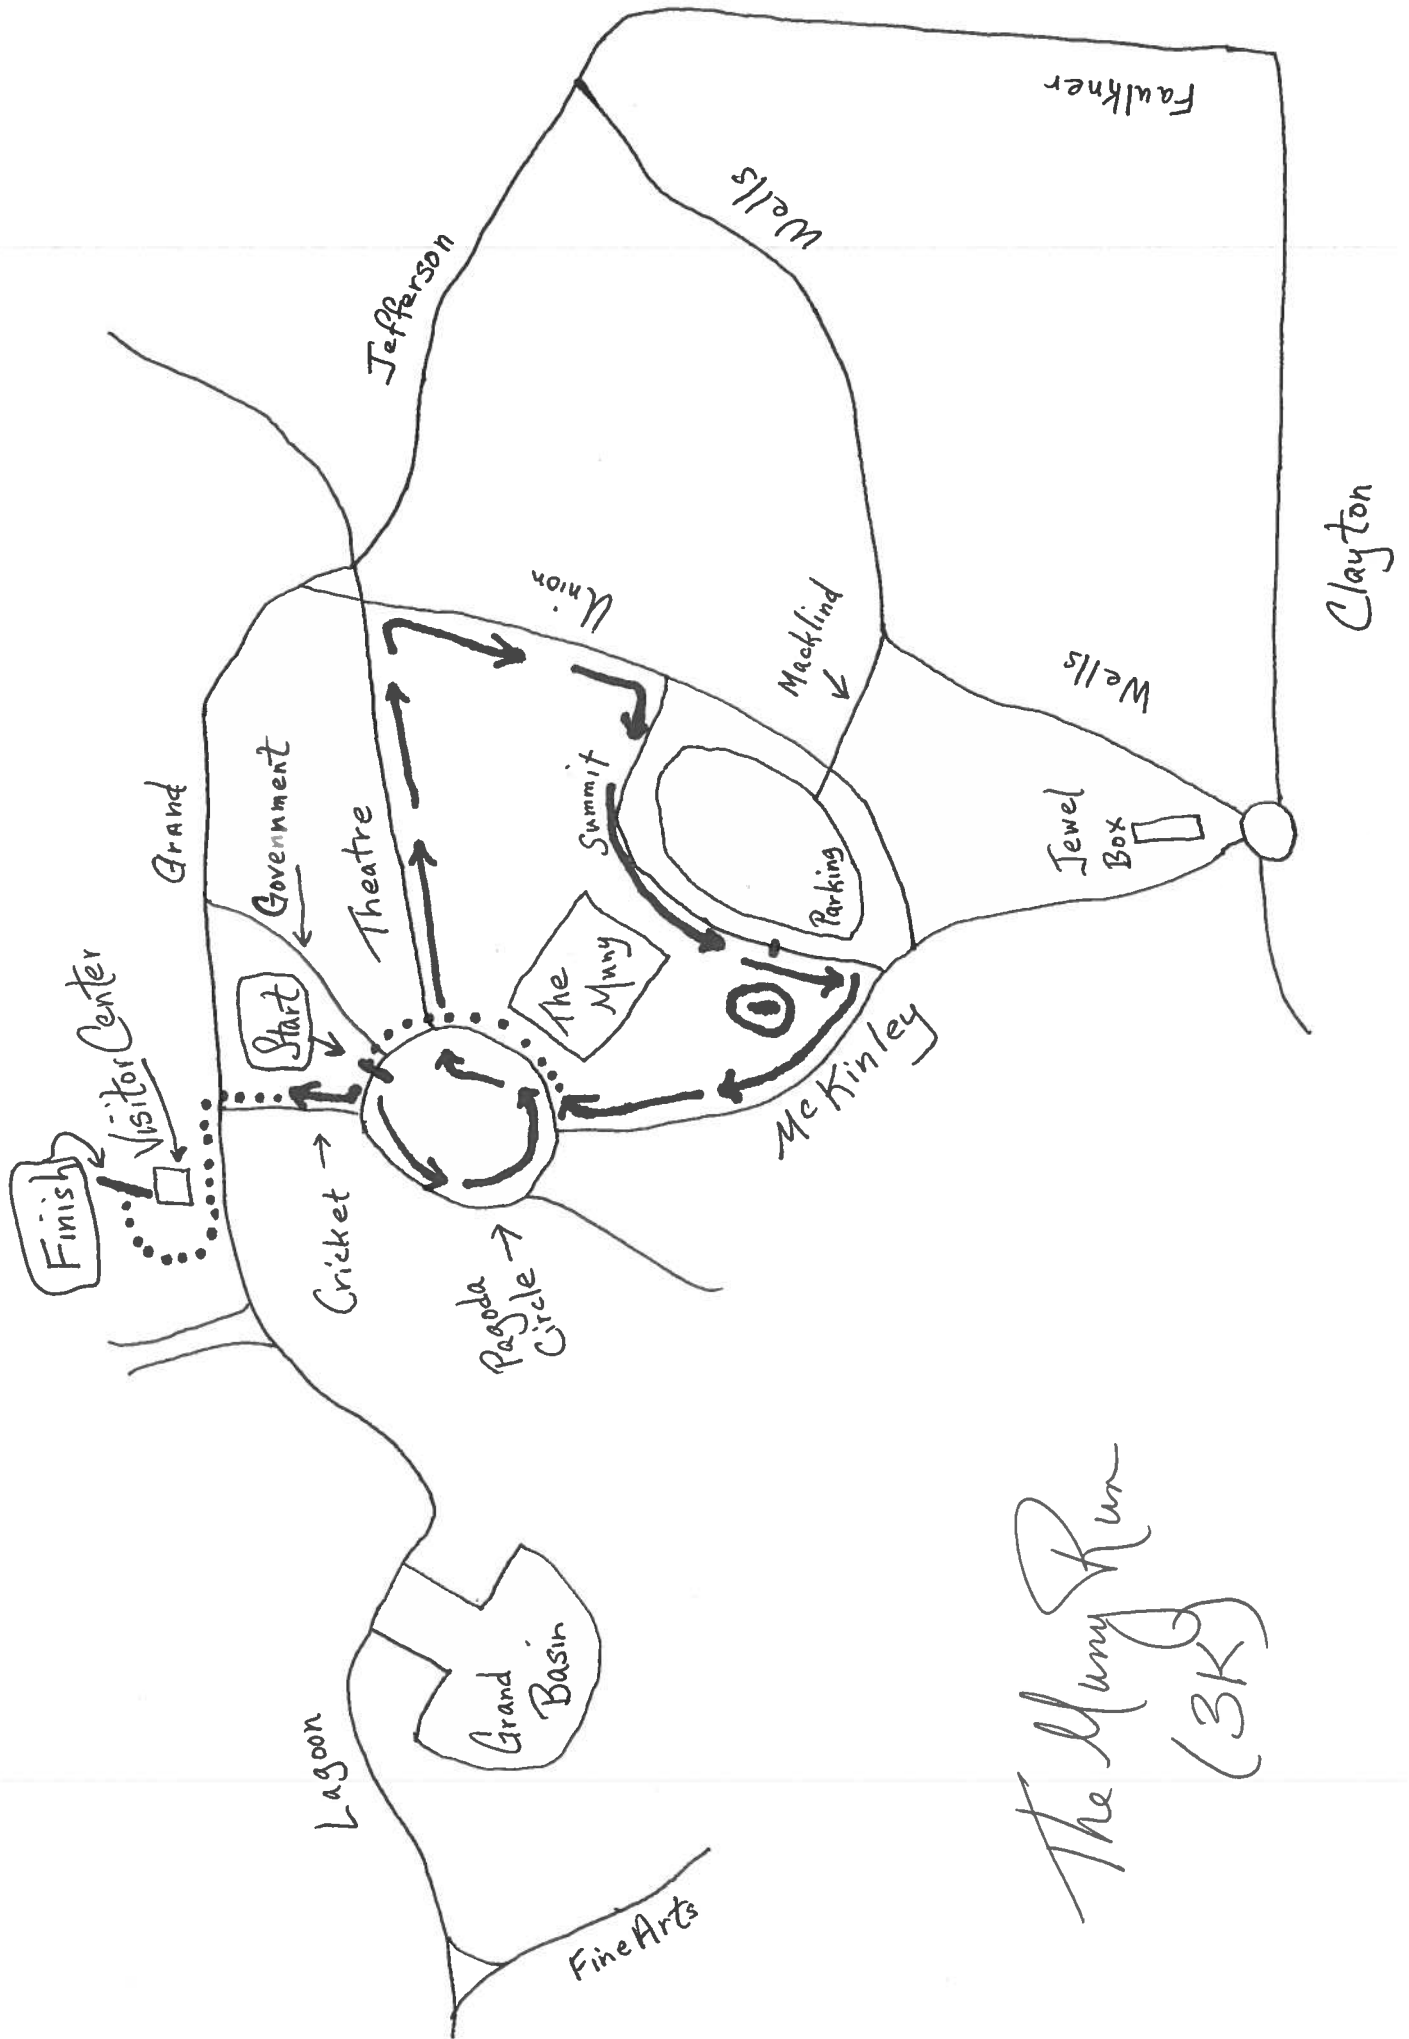 Finish
Visitor Center
Grand
Government
Start
Theatre
Cricket →
Pagoda
Circle →
Jefferson
Union
Summit
The
Muny
Parking
Macklind
McKinley
Wells
Faulkner
Wells
Jewel
Box
Clayton
Lagoon
Grand
Basin
Fine Arts
1
The Muny Run
(3K)